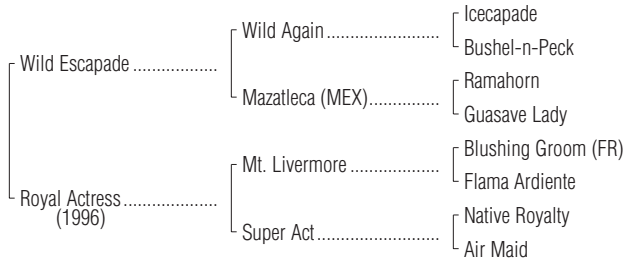 Icecapade
Wild Again
Bushel-n-Peck
Wild Escapade
Ramahorn
Mazatleca (MEX)
Guasave Lady
Blushing Groom (FR)
Mt. Livermore
Flama Ardiente
Royal Actress
(1996)
Native Royalty
Super Act
Air Maid